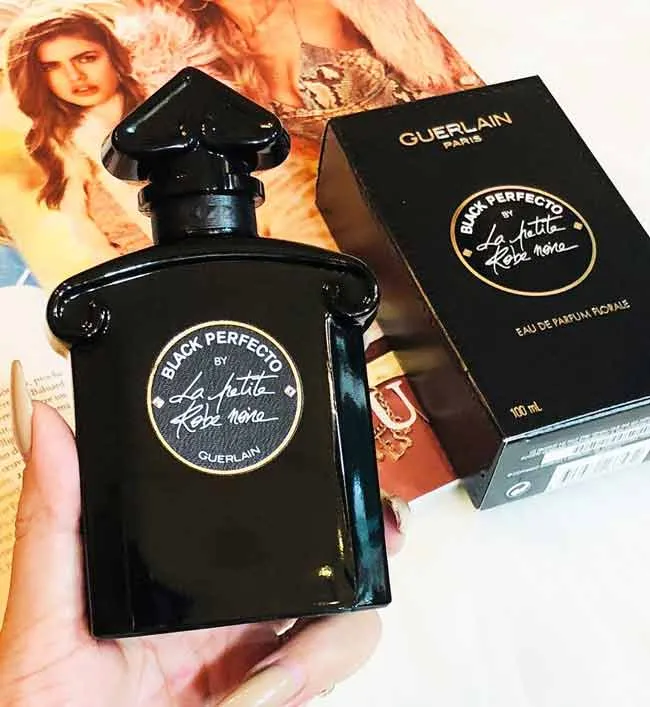 GUERLAIN
PARIS
BLACK PERFECTO
BY
La petite
Robe noire
EAU DE PARFUM FLORALE
100 mL
BLACK PERFECTO
BY
La petite
Robe noire
GUERLAIN
U